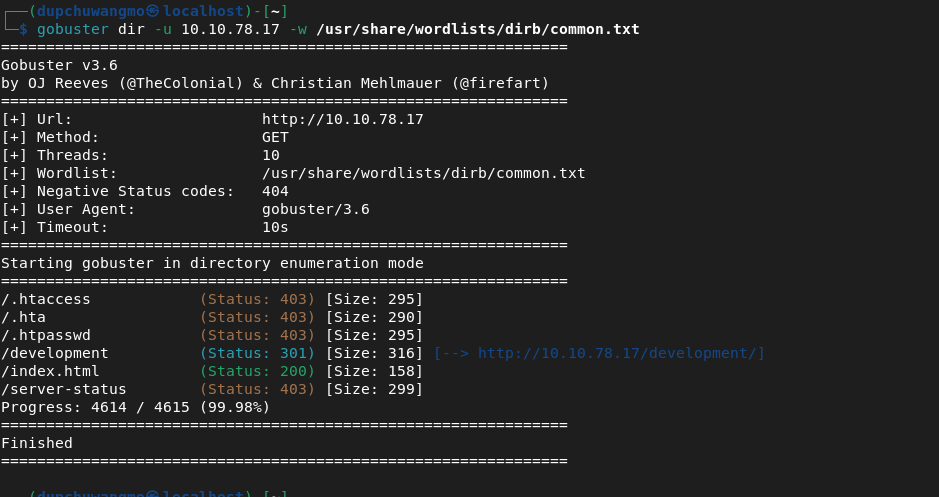 ┌──(dupchuwangmo㉿localhost)-[~]
└─$ gobuster dir -u 10.10.78.17 -w /usr/share/wordlists/dirb/common.txt
===============================================================
Gobuster v3.6
by OJ Reeves (@TheColonial) & Christian Mehlmauer (@firefart)
===============================================================
[+] Url:                     http://10.10.78.17
[+] Method:                  GET
[+] Threads:                 10
[+] Wordlist:                /usr/share/wordlists/dirb/common.txt
[+] Negative Status codes:   404
[+] User Agent:              gobuster/3.6
[+] Timeout:                 10s
===============================================================
Starting gobuster in directory enumeration mode
===============================================================
/.htaccess            (Status: 403) [Size: 295]
/.hta                 (Status: 403) [Size: 290]
/.htpasswd            (Status: 403) [Size: 295]
/development          (Status: 301) [Size: 316] [--> http://10.10.78.17/development/]
/index.html           (Status: 200) [Size: 158]
/server-status        (Status: 403) [Size: 299]
Progress: 4614 / 4615 (99.98%)
===============================================================
Finished
===============================================================
┌──(dupchuwangmo㉿localhost)-[~]